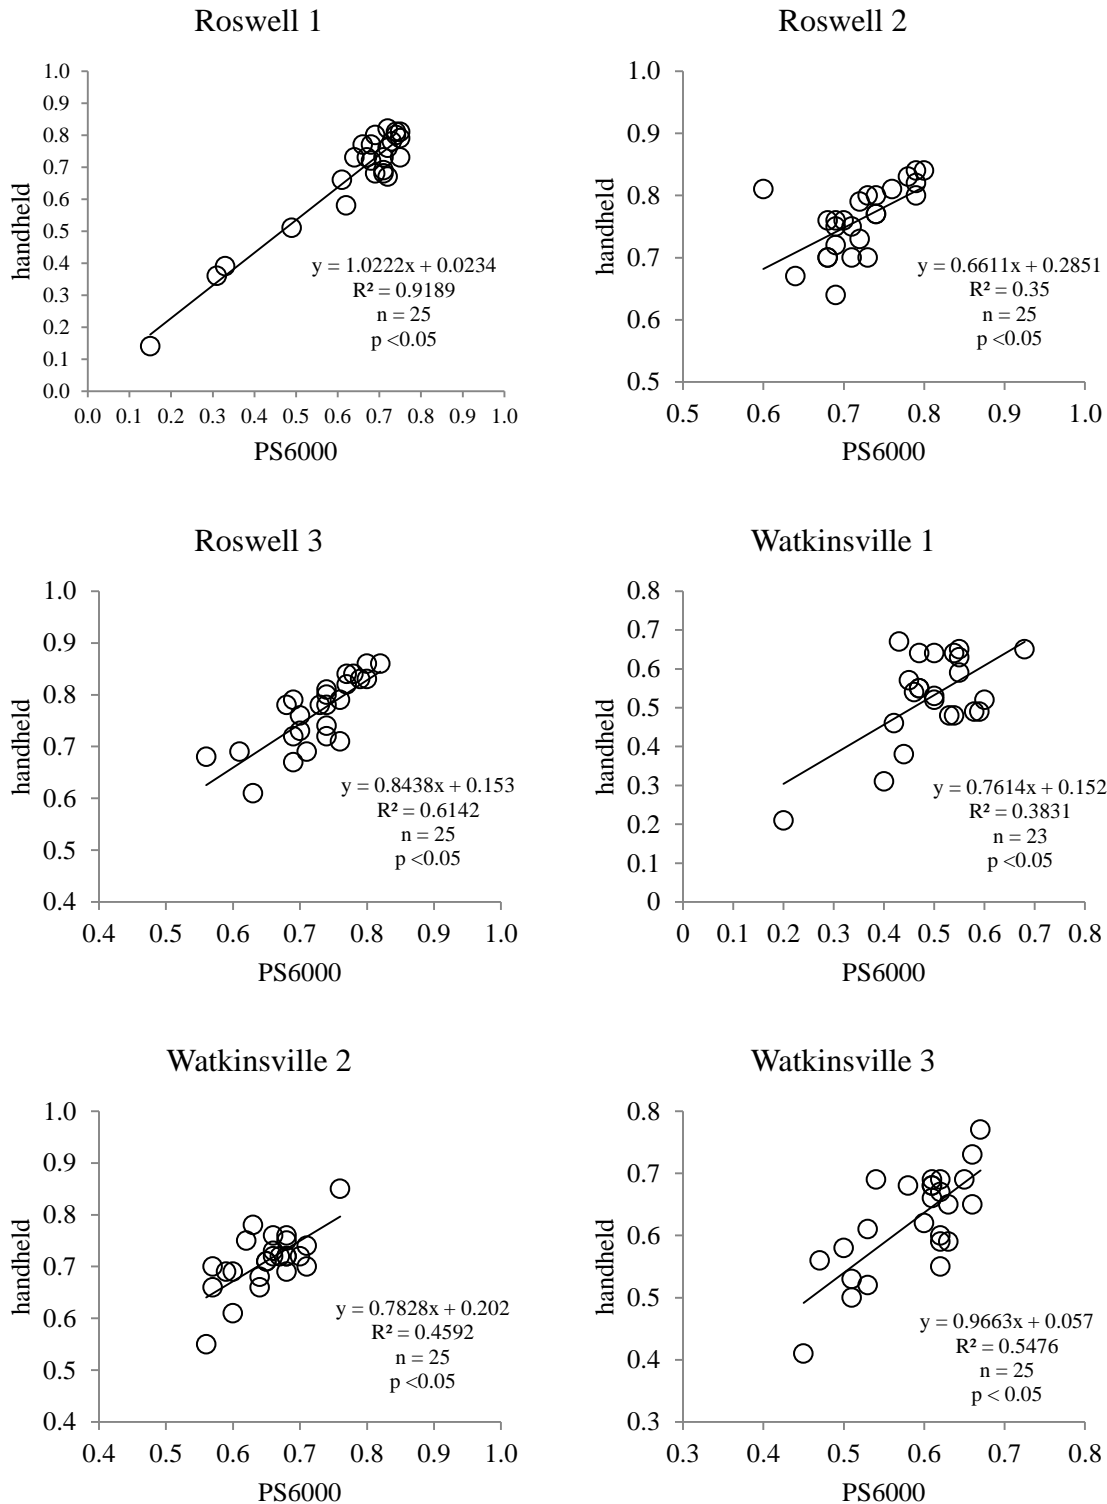 Roswell 1
1.0
0.9
0.8
0.7
0.6
0.5
0.4
0.3
0.2
0.1
0.0
handheld
y = 1.0222x + 0.0234
R² = 0.9189
n = 25
p <0.05
0.0 0.1 0.2 0.3 0.4 0.5 0.6 0.7 0.8 0.9 1.0
PS6000
Roswell 2
1.0
0.9
0.8
0.7
0.6
0.5
handheld
y = 0.6611x + 0.2851
R² = 0.35
n = 25
p <0.05
0.5 0.6 0.7 0.8 0.9 1.0
PS6000
Roswell 3
1.0
0.9
0.8
0.7
0.6
0.5
0.4
handheld
y = 0.8438x + 0.153
R² = 0.6142
n = 25
p <0.05
0.4 0.5 0.6 0.7 0.8 0.9 1.0
PS6000
Watkinsville 1
0.8
0.7
0.6
0.5
0.4
0.3
0.2
0.1
0
handheld
y = 0.7614x + 0.152
R² = 0.3831
n = 23
p <0.05
0 0.1 0.2 0.3 0.4 0.5 0.6 0.7 0.8
PS6000
Watkinsville 2
1.0
0.9
0.8
0.7
0.6
0.5
0.4
handheld
y = 0.7828x + 0.202
R² = 0.4592
n = 25
p <0.05
0.4 0.5 0.6 0.7 0.8 0.9 1.0
PS6000
Watkinsville 3
0.8
0.7
0.6
0.5
0.4
0.3
handheld
y = 0.9663x + 0.057
R² = 0.5476
n = 25
p < 0.05
0.3 0.4 0.5 0.6 0.7 0.8
PS6000